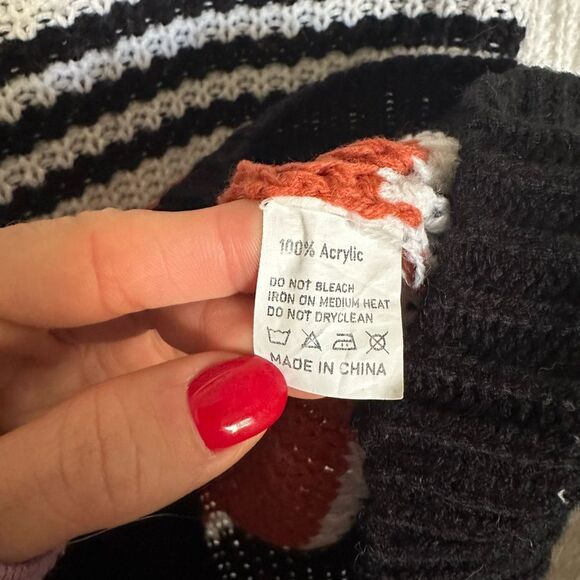 100% Acrylic
DO NOT BLEACH
IRON ON MEDIUM HEAT
DO NOT DRYCLEAN
MADE IN CHINA